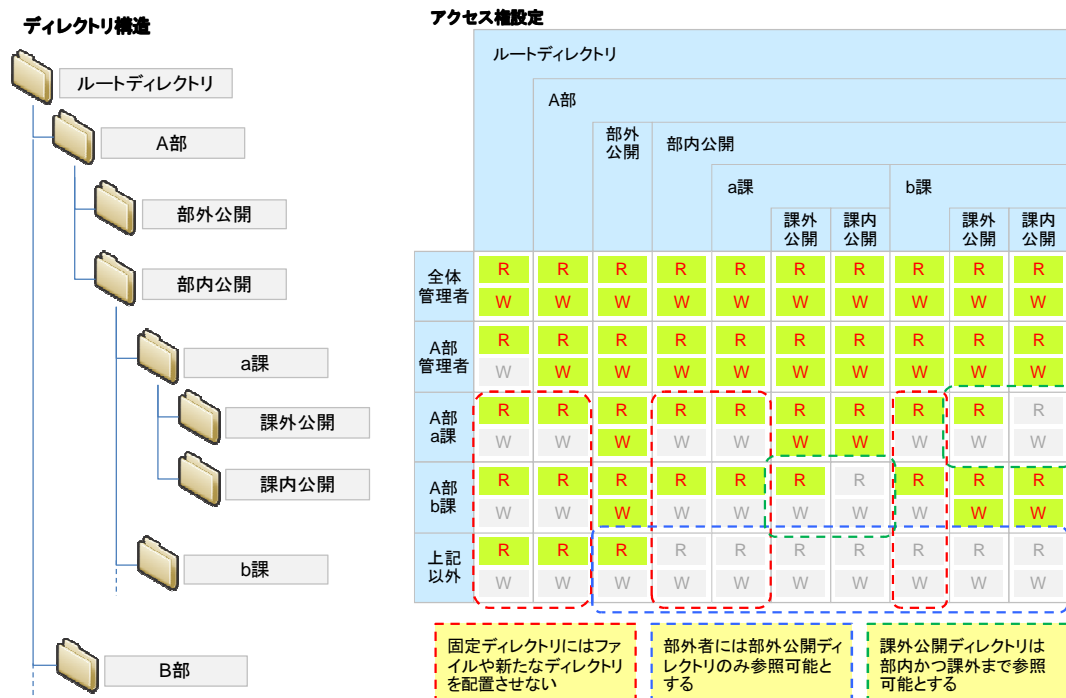 ディレクトリ構造
ルートディレクトリ
A部
部外公開
部内公開
a課
課外公開
課内公開
b課
B部
アクセス権設定
ルートディレクトリ
A部
部外
公開
部内公開
a課
b課
課外
公開
課内
公開
課外
公開
課内
公開
全体
管理者
R R R R R R R R R R
W W W W W W W W W W
A部
管理者
R R R R R R R R R R
W W W W W W W W W W
A部
a課
R R R R R R R R R R
W W W W W W W W W W
A部
b課
R R R R R R R R R R
W W W W W W W W W W
上記
以外
R R R R R R R R R R
W W W W W W W W W W
固定ディレクトリにはファ
イルや新たなディレクトリ
を配置させない
部外者には部外公開ディ
レクトリのみ参照可能と
する
課外公開ディレクトリは
部内かつ課外まで参照
可能とする